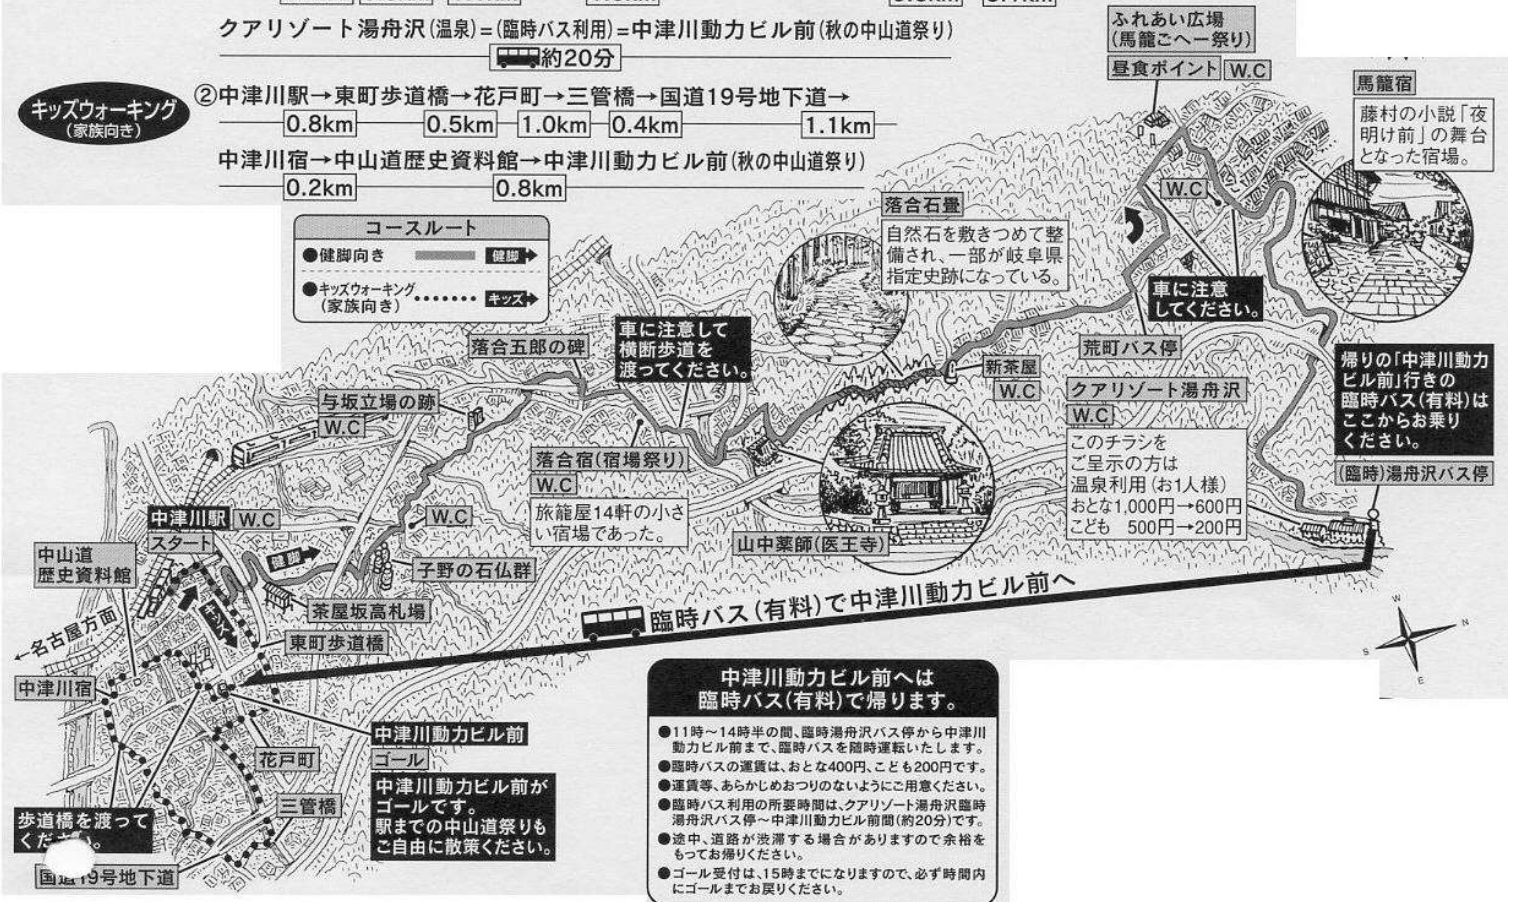 クアリゾート湯舟沢(温泉)=(臨時バス利用)=中津川動力ビル前(秋の中山道祭り)
約20分
キッズウォーキング
(家族向き)
②中津川駅→東町歩道橋→花戸町→三管橋→国道19号地下道→
0.8km 0.5km 1.0km 0.4km 1.1km
中津川宿→中山道歴史資料館→中津川動力ビル前(秋の中山道祭り)
0.2km 0.8km
コースルート
●健脚向き 健脚
●キッズウォーキング
(家族向き) キッズ
ふれあい広場
(馬籠ごへー祭り)
昼食ポイント W.C
馬籠宿
藤村の小説「夜
明け前」の舞台
となった宿場。
W.C
落合石畳
自然石を敷きつめて整
備され、一部が岐阜県
指定史跡になっている。
車に注意
してください。
荒町バス停
新茶屋
W.C
車に注意して
横断歩道を
渡ってください。
落合五郎の碑
与坂立場の跡
W.C
落合宿(宿場祭り)
W.C
旅籠屋14軒の小さ
い宿場であった。
山中薬師(医王寺)
クアリゾート湯舟沢
W.C
このチラシを
ご呈示の方は
温泉利用(お1人様)
おとな1,000円→600円
こども 500円→200円
帰りの「中津川動力
ビル前」行きの
臨時バス(有料)は
ここからお乗り
ください。
(臨時)湯舟沢バス停
中津川駅 W.C
スタート
W.C
健脚
子野の石仏群
茶屋坂高札場
中山道
歴史資料館
キッズ
東町歩道橋
←名古屋方面
中津川宿
臨時バス(有料)で中津川動力ビル前へ
W
N
S
E
中津川動力ビル前
ゴール
中津川動力ビル前が
ゴールです。
駅までの中山道祭りも
ご自由に散策ください。
花戸町
三管橋
歩道橋を渡って
くだ い。
国道19号地下道
中津川動力ビル前へは
臨時バス(有料)で帰ります。
●11時〜14時半の間、臨時湯舟沢バス停から中津川
動力ビル前まで、臨時バスを随時運転いたします。
●臨時バスの運賃は、おとな400円、こども200円です。
●運賃等、あらかじめおつりのないようにご用意ください。
●臨時バス利用の所要時間は、クアリゾート湯舟沢臨時
湯舟沢バス停〜中津川動力ビル前間(約20分)です。
●途中、道路が渋滞する場合がありますので余裕を
もってお帰りください。
●ゴール受付は、15時までになりますので、必ず時間内
にゴールまでお戻りください。